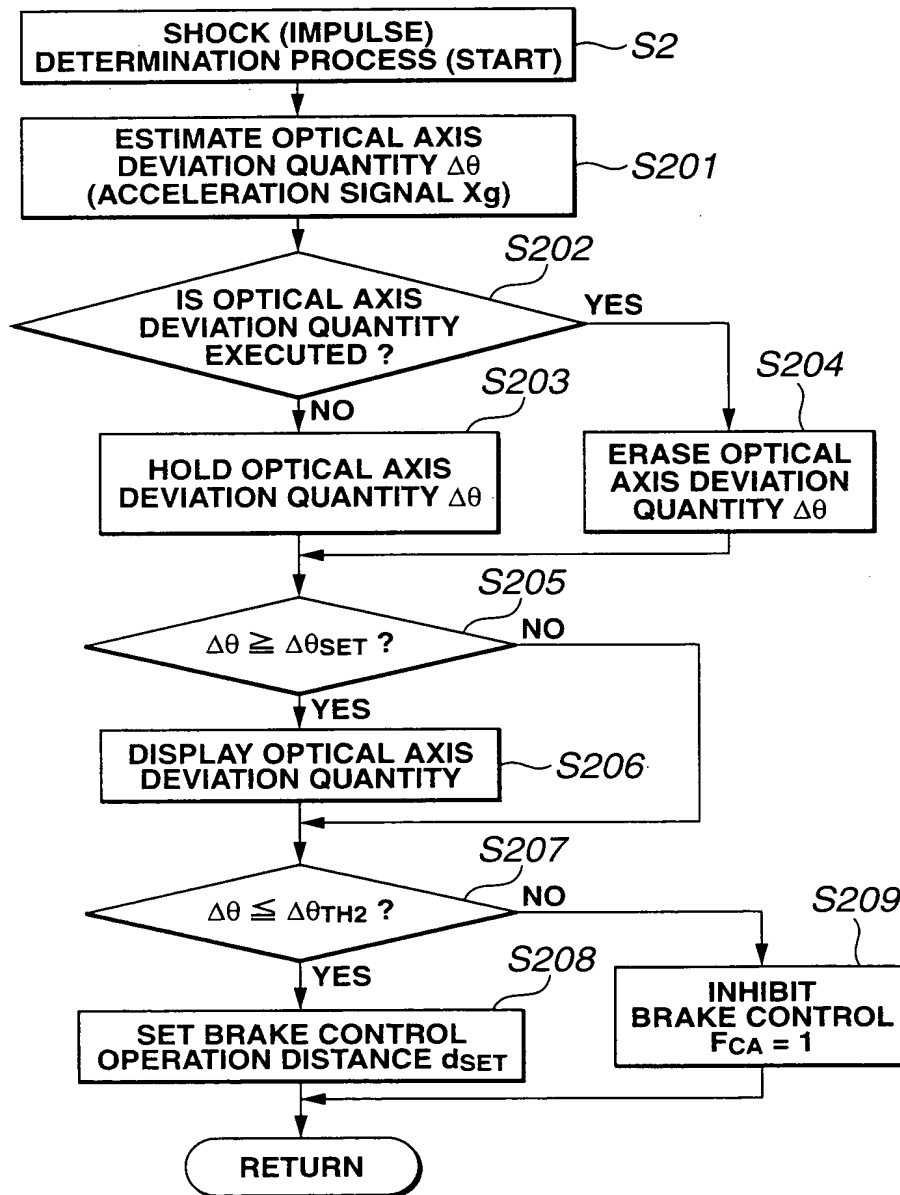 SHOCK (IMPULSE)
DETERMINATION PROCESS (START)
S2
ESTIMATE OPTICAL AXIS
DEVIATION QUANTITY Δθ
(ACCELERATION SIGNAL Xg)
S201
S202
IS OPTICAL AXIS
DEVIATION QUANTITY
EXECUTED ?
YES
NO
S203
HOLD OPTICAL AXIS
DEVIATION QUANTITY Δθ
S204
ERASE OPTICAL
AXIS DEVIATION
QUANTITY Δθ
S205
Δθ ≧ ΔθSET ?
NO
YES
DISPLAY OPTICAL AXIS
DEVIATION QUANTITY
S206
S207
Δθ ≦ ΔθTH2 ?
NO
YES
S208
SET BRAKE CONTROL
OPERATION DISTANCE dSET
S209
INHIBIT
BRAKE CONTROL
FCA = 1
RETURN